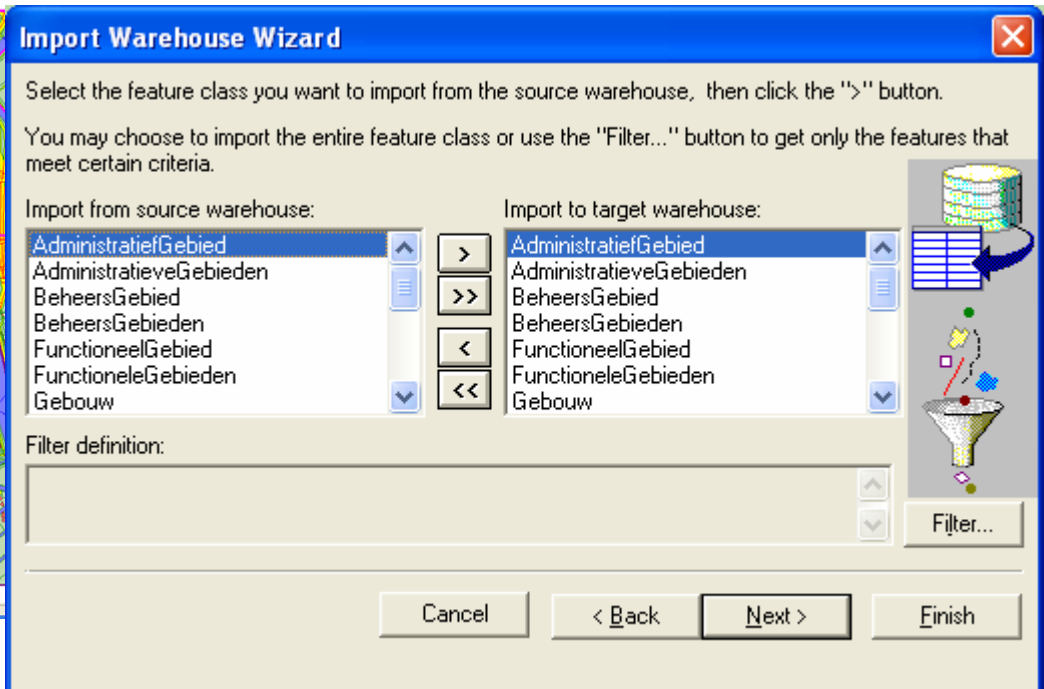 Import Warehouse Wizard
Select the feature class you want to import from the source warehouse, then click the ">" button.
You may choose to import the entire feature class or use the "Filter..." button to get only the features that
meet certain criteria.
Import from source warehouse:
AdministratiefGebied
AdministratieveGebieden
BeheersGebied
BeheersGebieden
FunctioneelGebied
FunctioneleGebieden
Gebouw
>
>>
<
<<
Import to target warehouse:
AdministratiefGebied
AdministratieveGebieden
BeheersGebied
BeheersGebieden
FunctioneelGebied
FunctioneleGebieden
Gebouw
Filter definition:
Filter...
Cancel
< Back
Next >
Finish